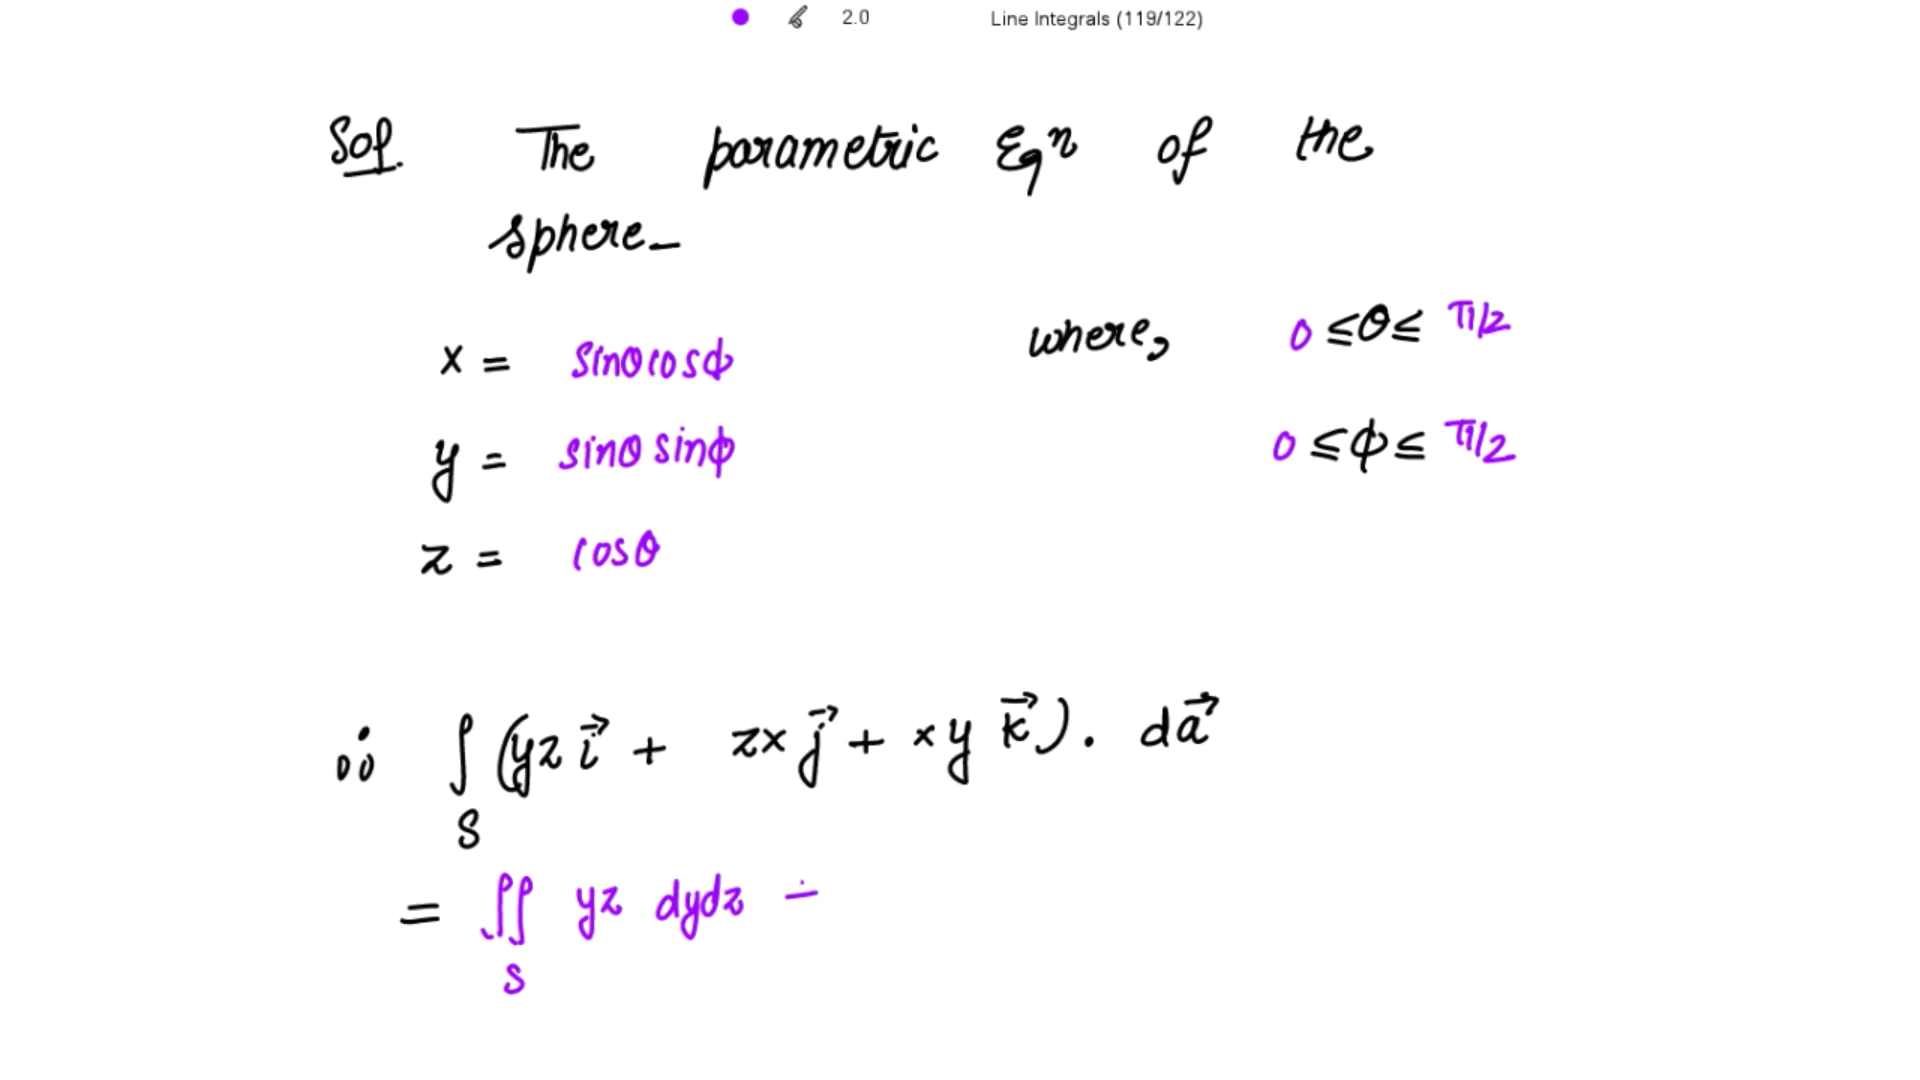 2.0 Line Integrals (119/122)
Sol. The parametric Eqn of the
sphere-
x = sinθcosϕ where, 0 ≤θ≤ π/2
y = sinθ sinϕ 0 ≤ϕ≤ π/2
z = cosθ
∴ ∫ (yz i⃗ + zx j⃗ + xy k⃗). da⃗
S
= ∬ yz dydz -
S